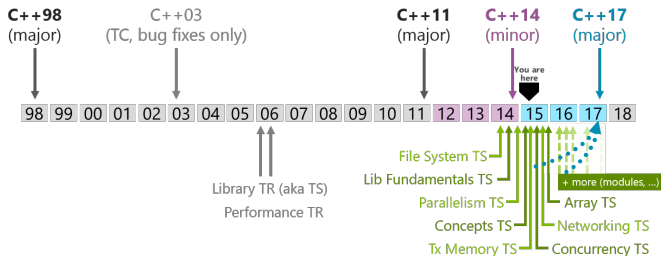 C++98
(major)
C++03
(TC, bug fixes only)
C++11
(major)
C++14
(minor)
C++17
(major)
You are
here
98 99 00 01 02 03 04 05 06 07 08 09 10 11 12 13 14 15 16 17 18
File System TS
Lib Fundamentals TS
+ more (modules, ...)
Library TR (aka TS)
Parallelism TS
Array TS
Performance TR
Concepts TS
Networking TS
Tx Memory TS
Concurrency TS